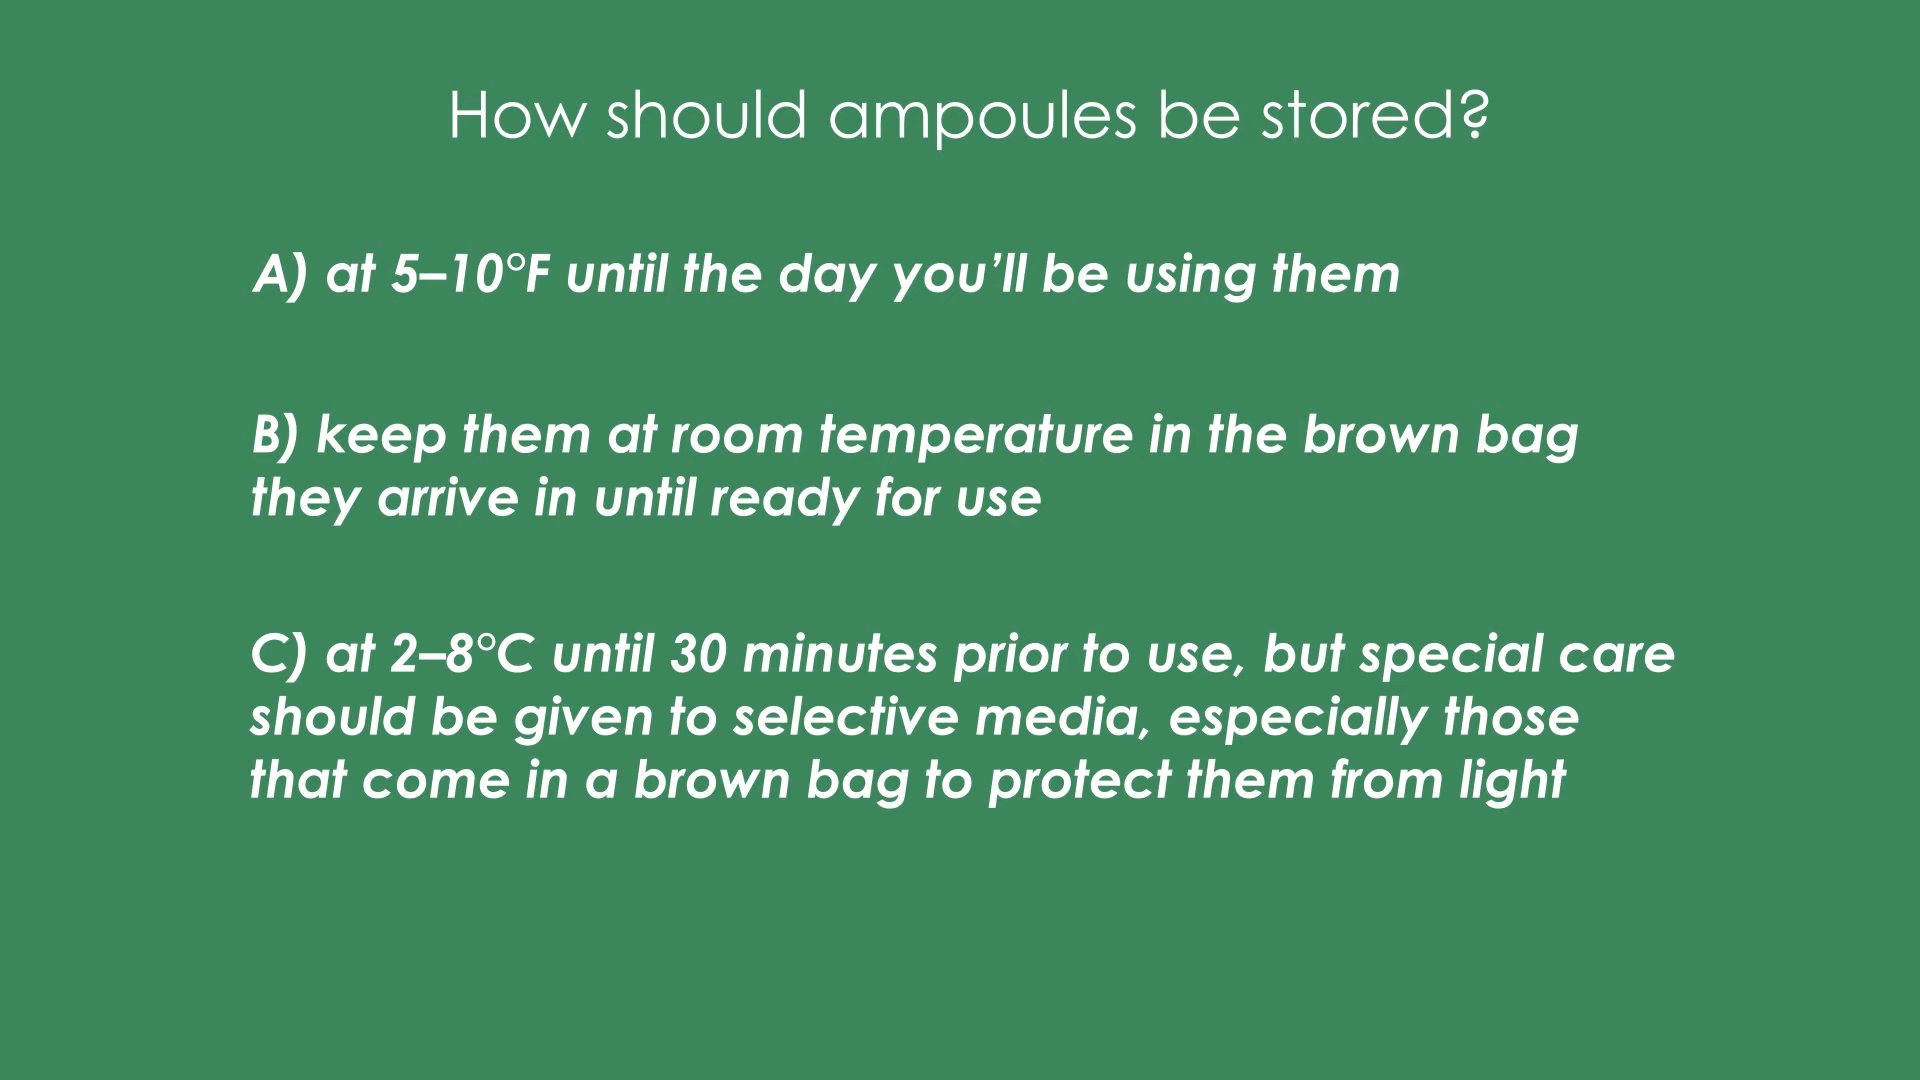 How should ampoules be stored?
A) at 5–10°F until the day you’ll be using them
B) keep them at room temperature in the brown bag
they arrive in until ready for use
C) at 2–8°C until 30 minutes prior to use, but special care
should be given to selective media, especially those
that come in a brown bag to protect them from light